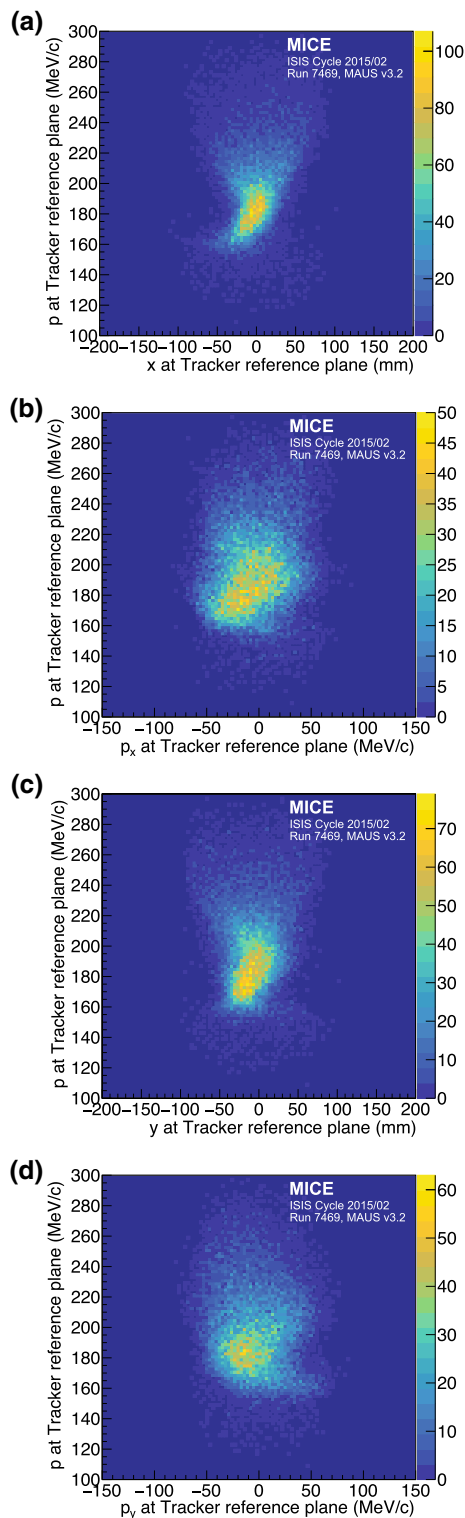 (a)
300
280
260
240
220
200
180
160
140
120
100
p at Tracker reference plane (MeV/c)
MICE
ISIS Cycle 2015/02
Run 7469, MAUS v3.2
100
80
60
40
20
0
−200−150−100 −50 0 50 100 150 200
x at Tracker reference plane (mm)
(b)
300
280
260
240
220
200
180
160
140
120
100
p at Tracker reference plane (MeV/c)
MICE
ISIS Cycle 2015/02
Run 7469, MAUS v3.2
50
45
40
35
30
25
20
15
10
5
0
−150 −100 −50 0 50 100 150
px at Tracker reference plane (MeV/c)
(c)
300
280
260
240
220
200
180
160
140
120
100
p at Tracker reference plane (MeV/c)
MICE
ISIS Cycle 2015/02
Run 7469, MAUS v3.2
70
60
50
40
30
20
10
0
−200 −150 −100 −50 0 50 100 150 200
y at Tracker reference plane (mm)
(d)
300
280
260
240
220
200
180
160
140
120
100
p at Tracker reference plane (MeV/c)
MICE
ISIS Cycle 2015/02
Run 7469, MAUS v3.2
60
50
40
30
20
10
0
−150 −100 −50 0 50 100 150
py at Tracker reference plane (MeV/c)